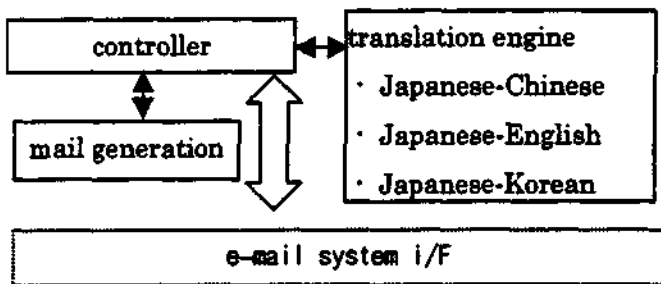 controller
translation engine
· Japanese-Chinese
· Japanese-English
· Japanese-Korean
mail generation
e-mail system i/F